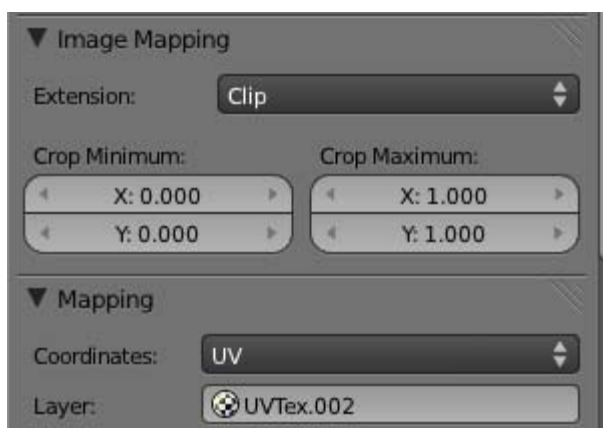 Image Mapping
Extension: Clip
Crop Minimum: Crop Maximum:
X: 0.000 X: 1.000
Y: 0.000 Y: 1.000
Mapping
Coordinates: UV
Layer: UVTex.002